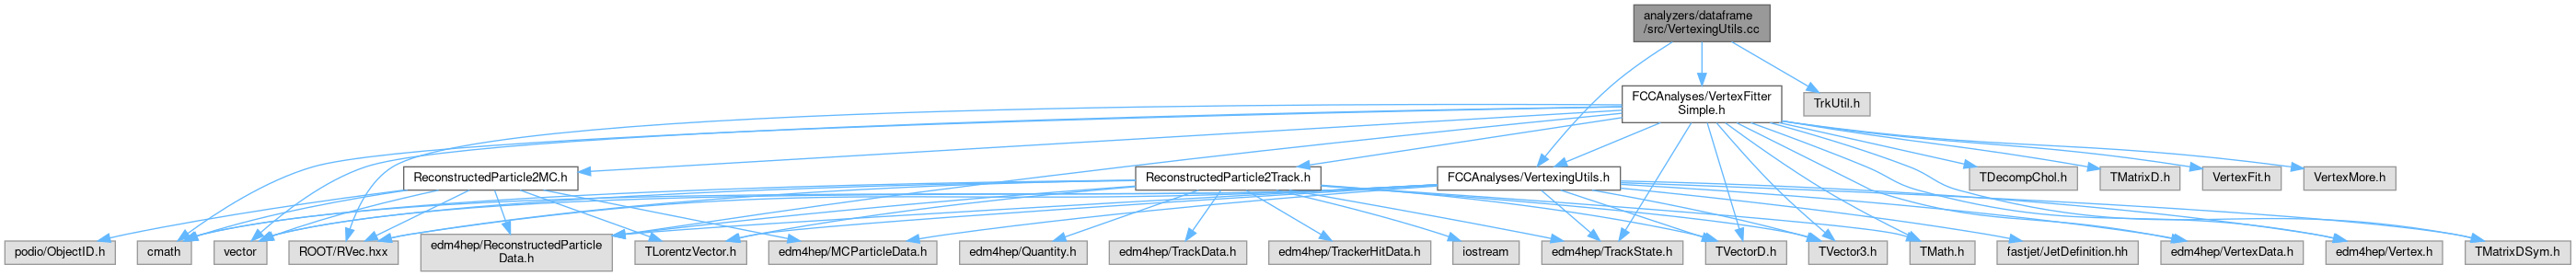 analyzers/dataframe
/src/VertexingUtils.cc
FCCAnalyses/VertexFitter
Simple.h
TrkUtil.h
ReconstructedParticle2MC.h
ReconstructedParticle2Track.h
FCCAnalyses/VertexingUtils.h
TDecompChol.h
TMatrixD.h
VertexFit.h
VertexMore.h
podio/ObjectID.h
cmath
vector
ROOT/RVec.hxx
edm4hep/ReconstructedParticle
Data.h
TLorentzVector.h
edm4hep/MCParticleData.h
edm4hep/Quantity.h
edm4hep/TrackData.h
edm4hep/TrackerHitData.h
iostream
edm4hep/TrackState.h
TVectorD.h
TVector3.h
TMath.h
fastjet/JetDefinition.hh
edm4hep/VertexData.h
edm4hep/Vertex.h
TMatrixDSym.h